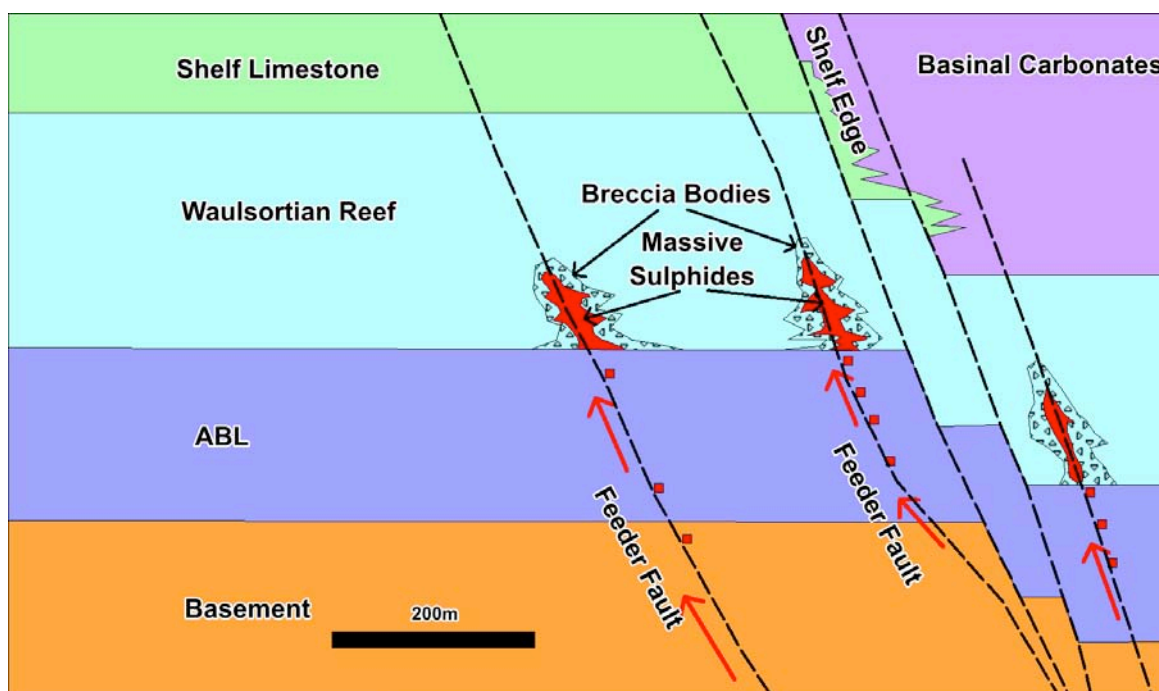 Shelf Limestone
Shelf Edge
Basinal Carbonates
Waulsortian Reef
Breccia Bodies
Massive
Sulphides
ABL
Feeder Fault
Feeder Fault
Basement
200m